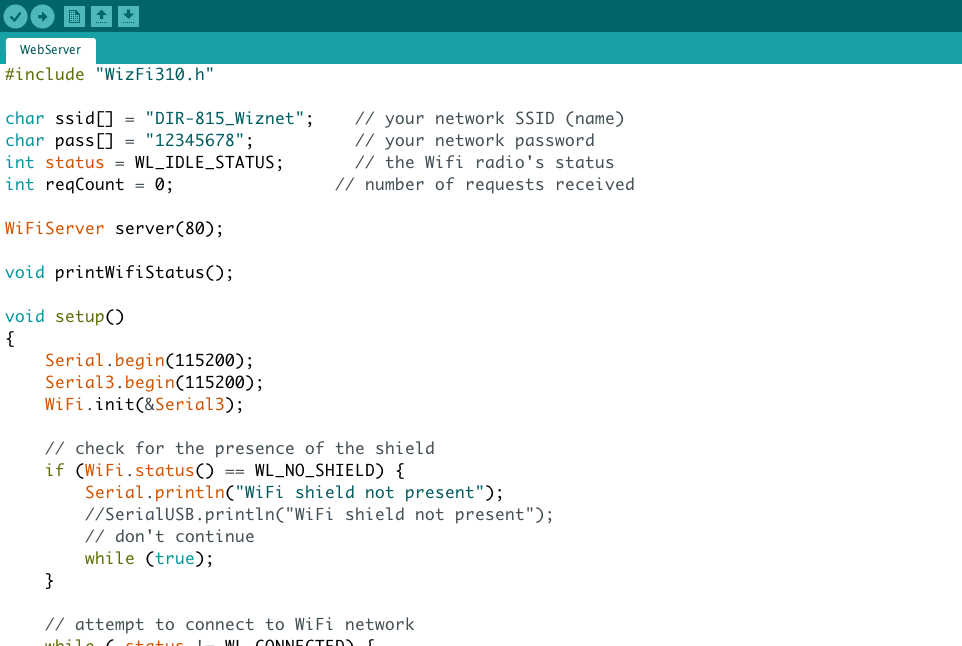 WebServer
#include "WizFi310.h"
char ssid[] = "DIR-815_Wiznet";    // your network SSID (name)
char pass[] = "12345678";          // your network password
int status = WL_IDLE_STATUS;       // the Wifi radio's status
int reqCount = 0;                // number of requests received
WiFiServer server(80);
void printWifiStatus();
void setup()
{
    Serial.begin(115200);
    Serial3.begin(115200);
    WiFi.init(&Serial3);
    // check for the presence of the shield
    if (WiFi.status() == WL_NO_SHIELD) {
        Serial.println("WiFi shield not present");
        //SerialUSB.println("WiFi shield not present");
        // don't continue
        while (true);
    }
    // attempt to connect to WiFi network
    while ( status != WL_CONNECTED) {